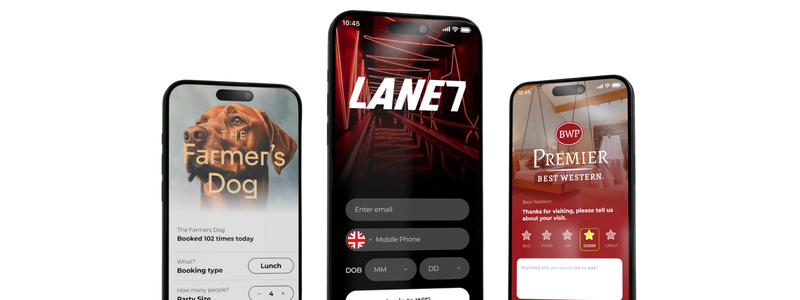 THE
Farmer's
Dog
The Farmers Dog
Booked 102 times today
What?
Booking type
Lunch
How many people?
Party Size
− 4 +
10:45
LANE7
Enter email
Mobile Phone
DOB
MM
DD
WiFi
10:45
BWP
PREMIER
BEST WESTERN.
Best Western
Thanks for visiting, please tell us
about your visit.
BAD
POOR
OK
GOOD
GREAT
Anything else you would like to add?